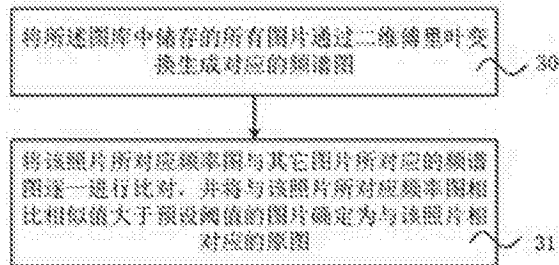 将所述图库中储存的所有图片通过二维傅里叶变
换生成对应的频谱图
30
将该照片所对应频率图与其它图片所对应的频谱
图逐一进行比对，并将与该照片所对应频率图相
比相似值大于预设阈值的图片确定为与该照片相
对应的原图
31